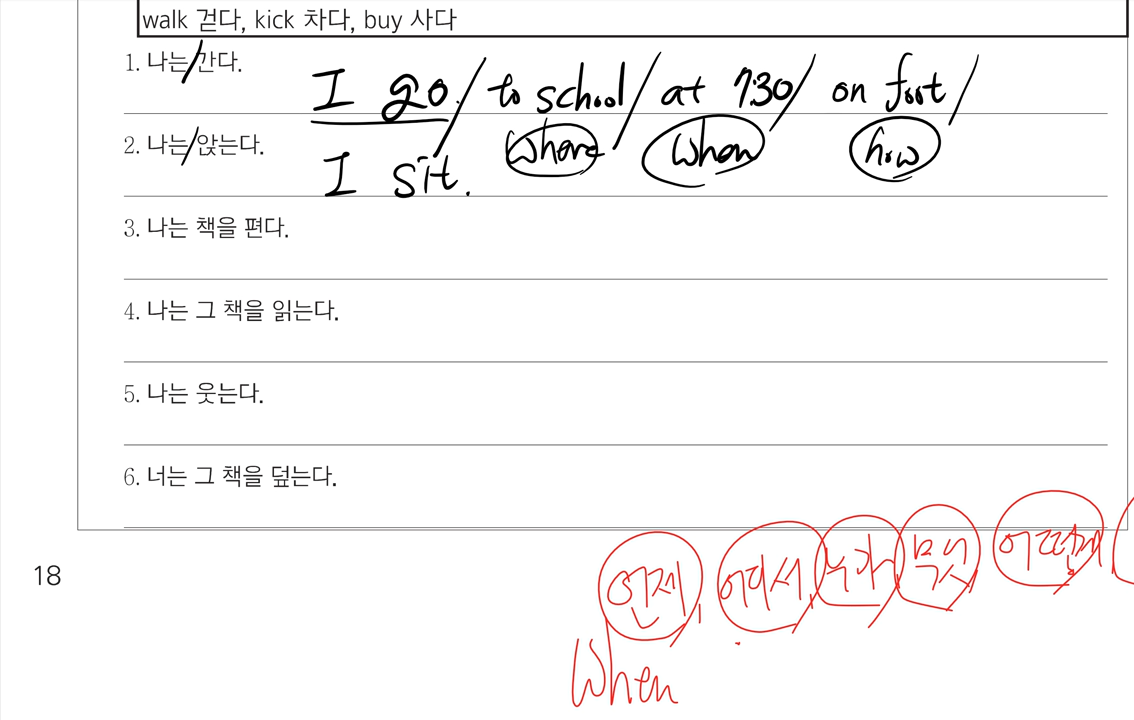 walk 걷다, kick 차다, buy 사다
1. 나는/간다.
I go. / to school / at 7:30 / on foot /
where when how
2. 나는/앉는다.
I sit.
3. 나는 책을 편다.
4. 나는 그 책을 읽는다.
5. 나는 웃는다.
6. 너는 그 책을 덮는다.
언제, 어디서, 누가, 무엇, 어떻게
18
When